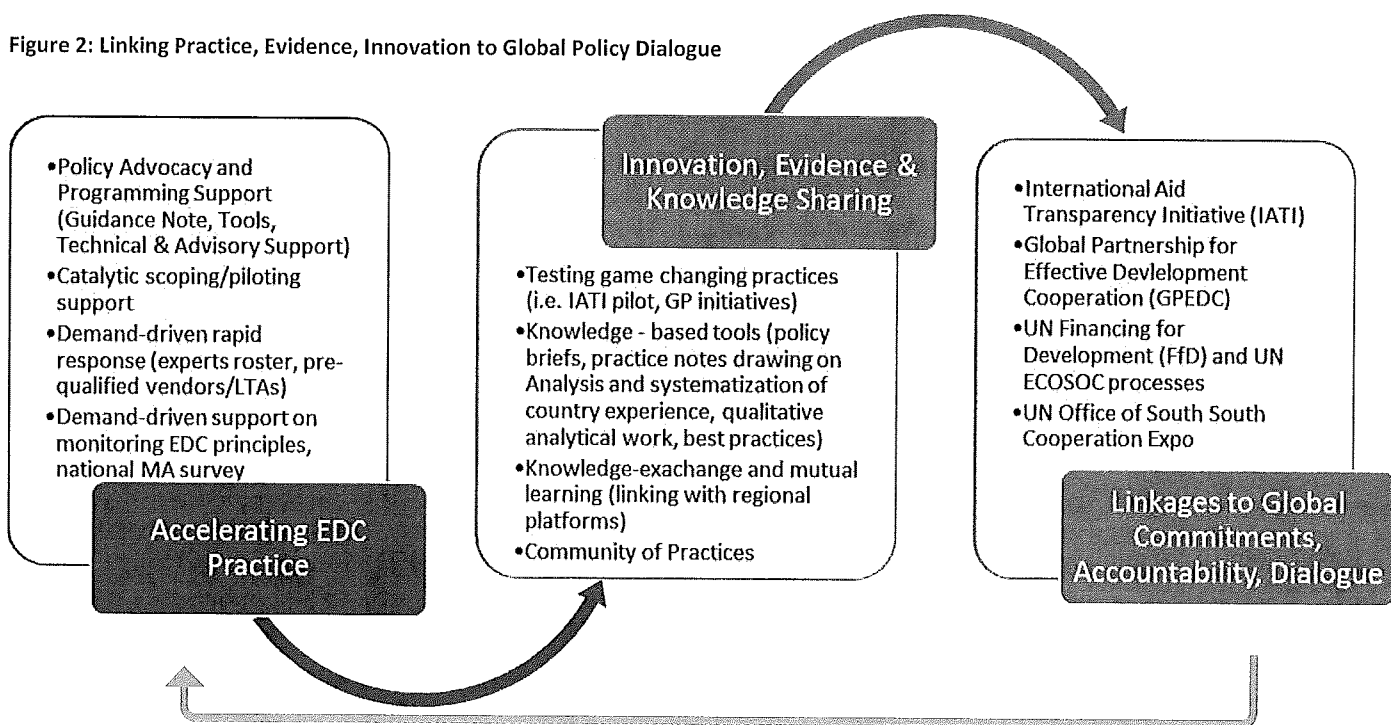 Figure 2: Linking Practice, Evidence, Innovation to Global Policy Dialogue
•Policy Advocacy and
Programming Support
(Guidance Note, Tools,
Technical & Advisory Support)
•Catalytic scoping/piloting
support
•Demand-driven rapid
response (experts roster, pre-
qualified vendors/LTAs)
•Demand-driven support on
monitoring EDC principles,
national MA survey
Accelerating EDC
Practice
Innovation, Evidence &
Knowledge Sharing
•Testing game changing practices
(i.e. IATI pilot, GP initiatives)
•Knowledge - based tools (policy
briefs, practice notes drawing on
Analysis and systematization of
country experience, qualitative
analytical work, best practices)
•Knowledge-exachange and mutual
learning (linking with regional
platforms)
•Community of Practices
•International Aid
Transparency Initiative (IATI)
•Global Partnership for
Effective Devlelopment
Cooperation (GPEDC)
•UN Financing for
Development (FfD) and UN
ECOSOC processes
•UN Office of South South
Cooperation Expo
Linkages to Global
Commitments,
Accountability, Dialogue